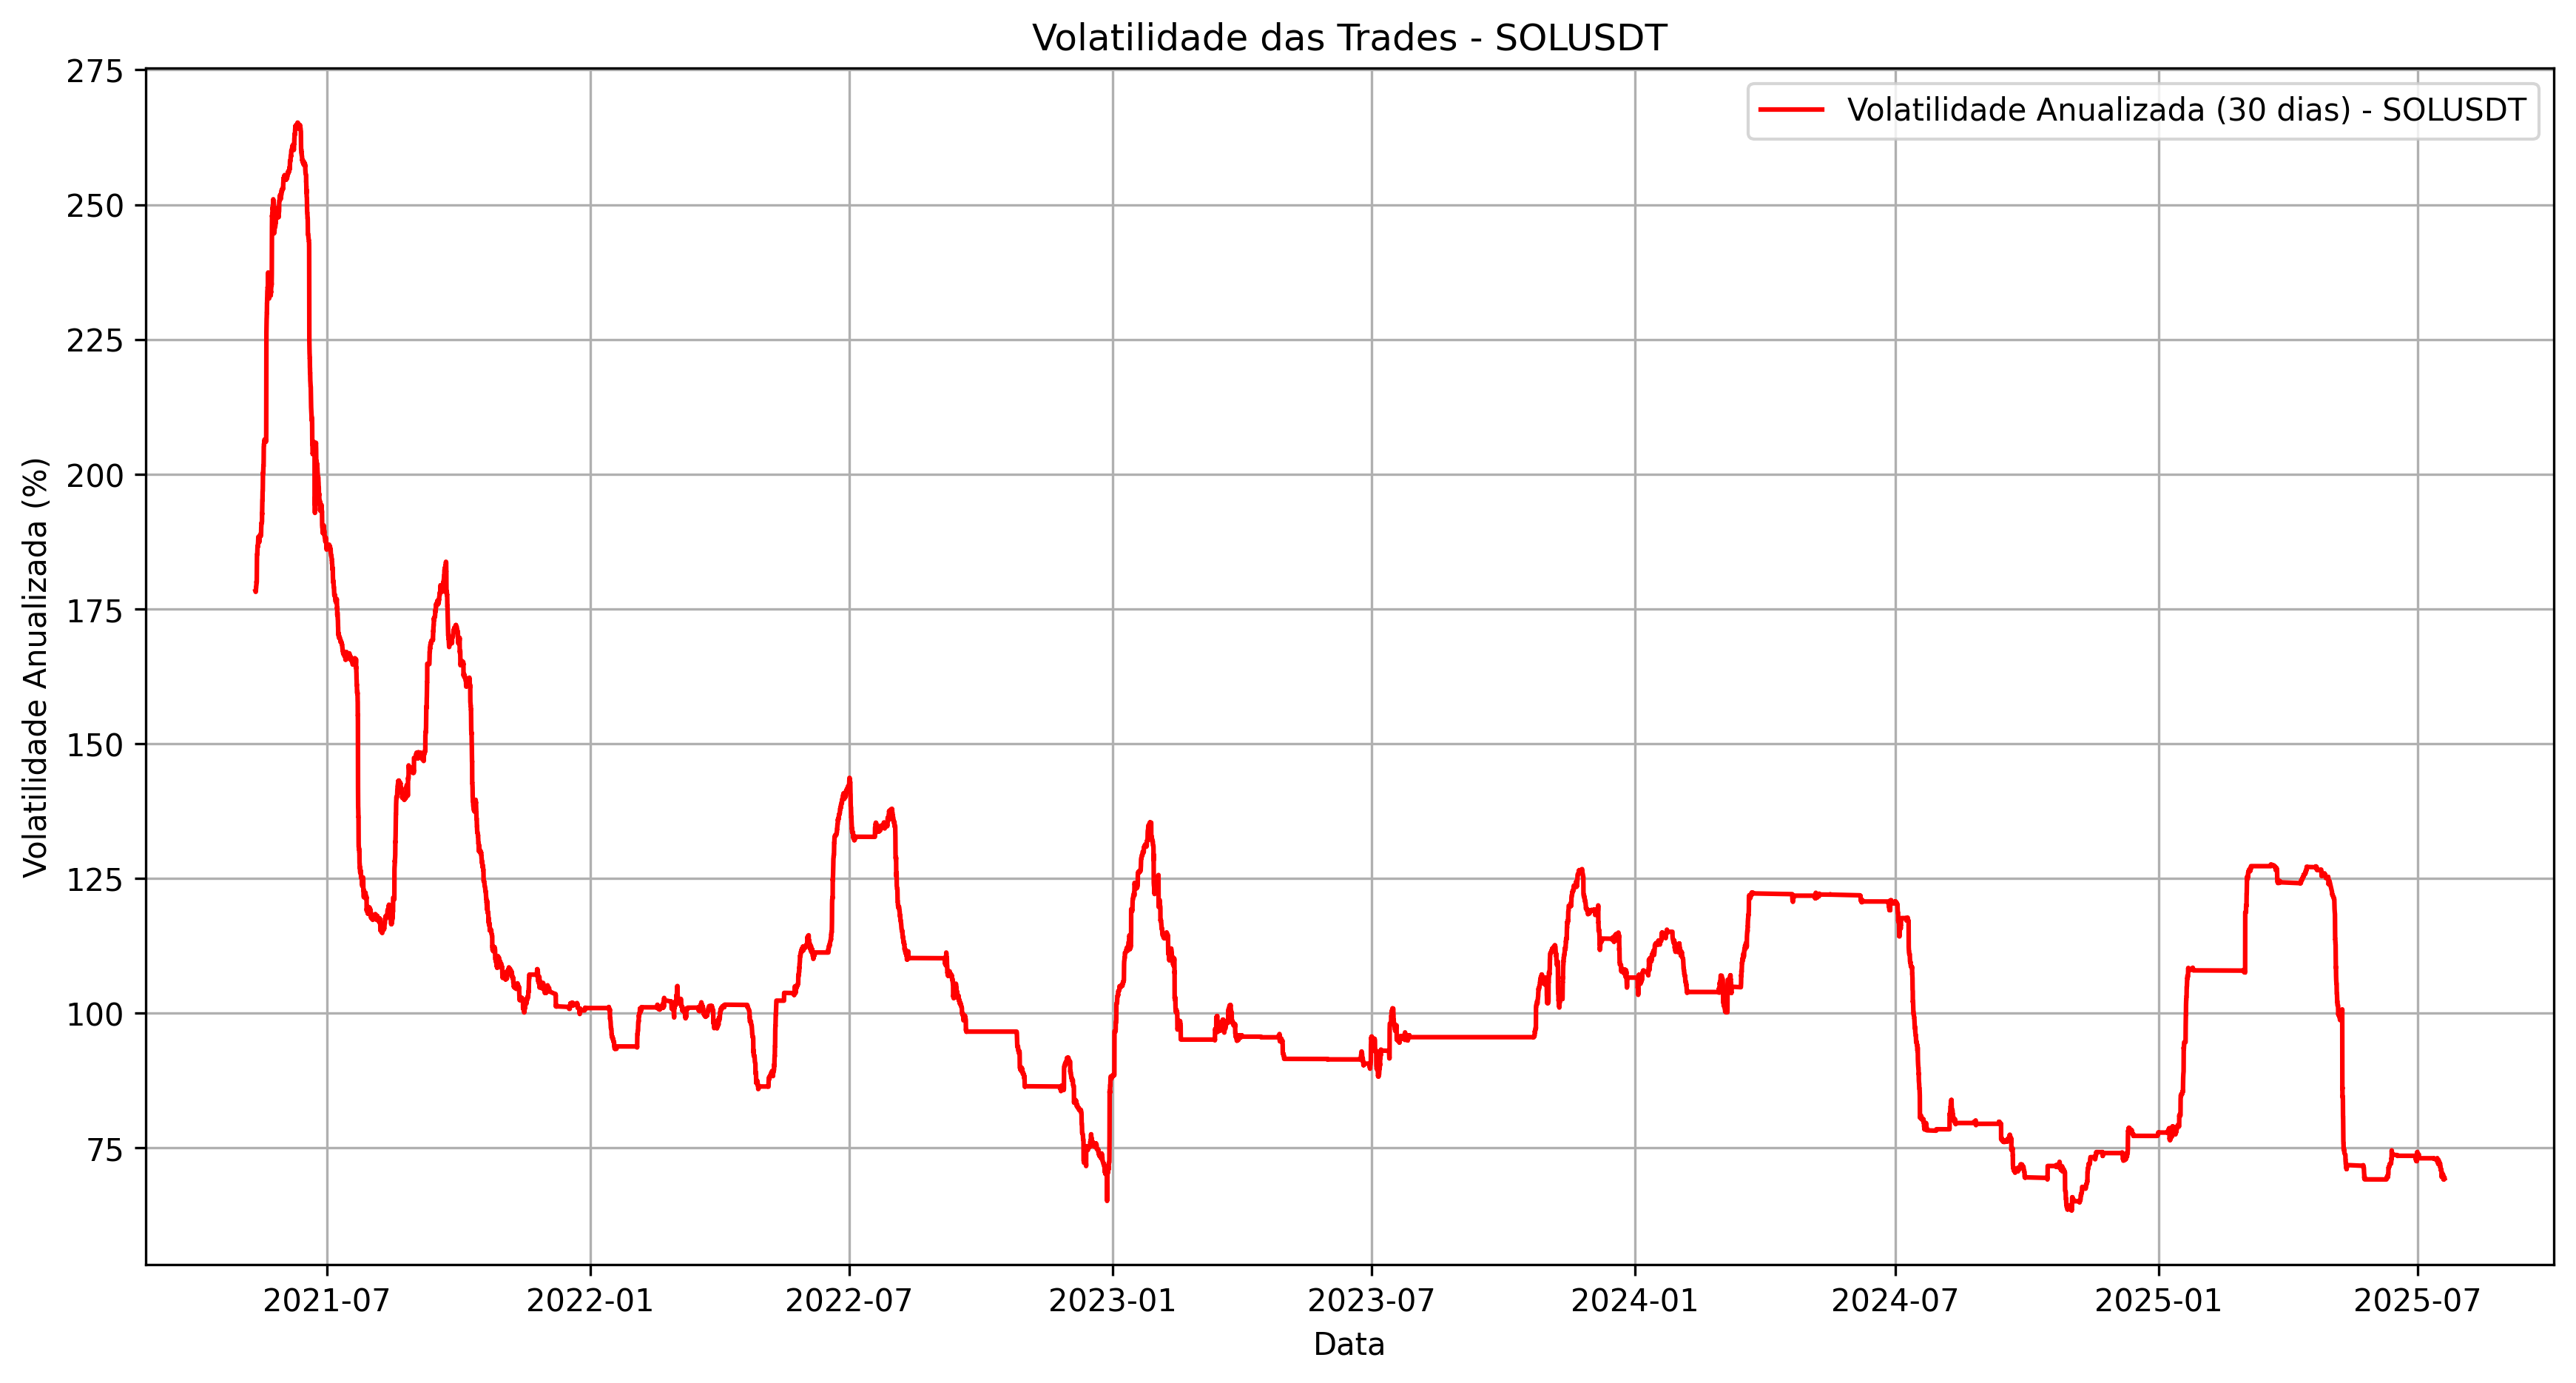 Volatilidade das Trades - SOLUSDT
Volatilidade Anualizada (30 dias) - SOLUSDT
Volatilidade Anualizada (%)
275
250
225
200
175
150
125
100
75
2021-07 2022-01 2022-07 2023-01 2023-07 2024-01 2024-07 2025-01 2025-07
Data